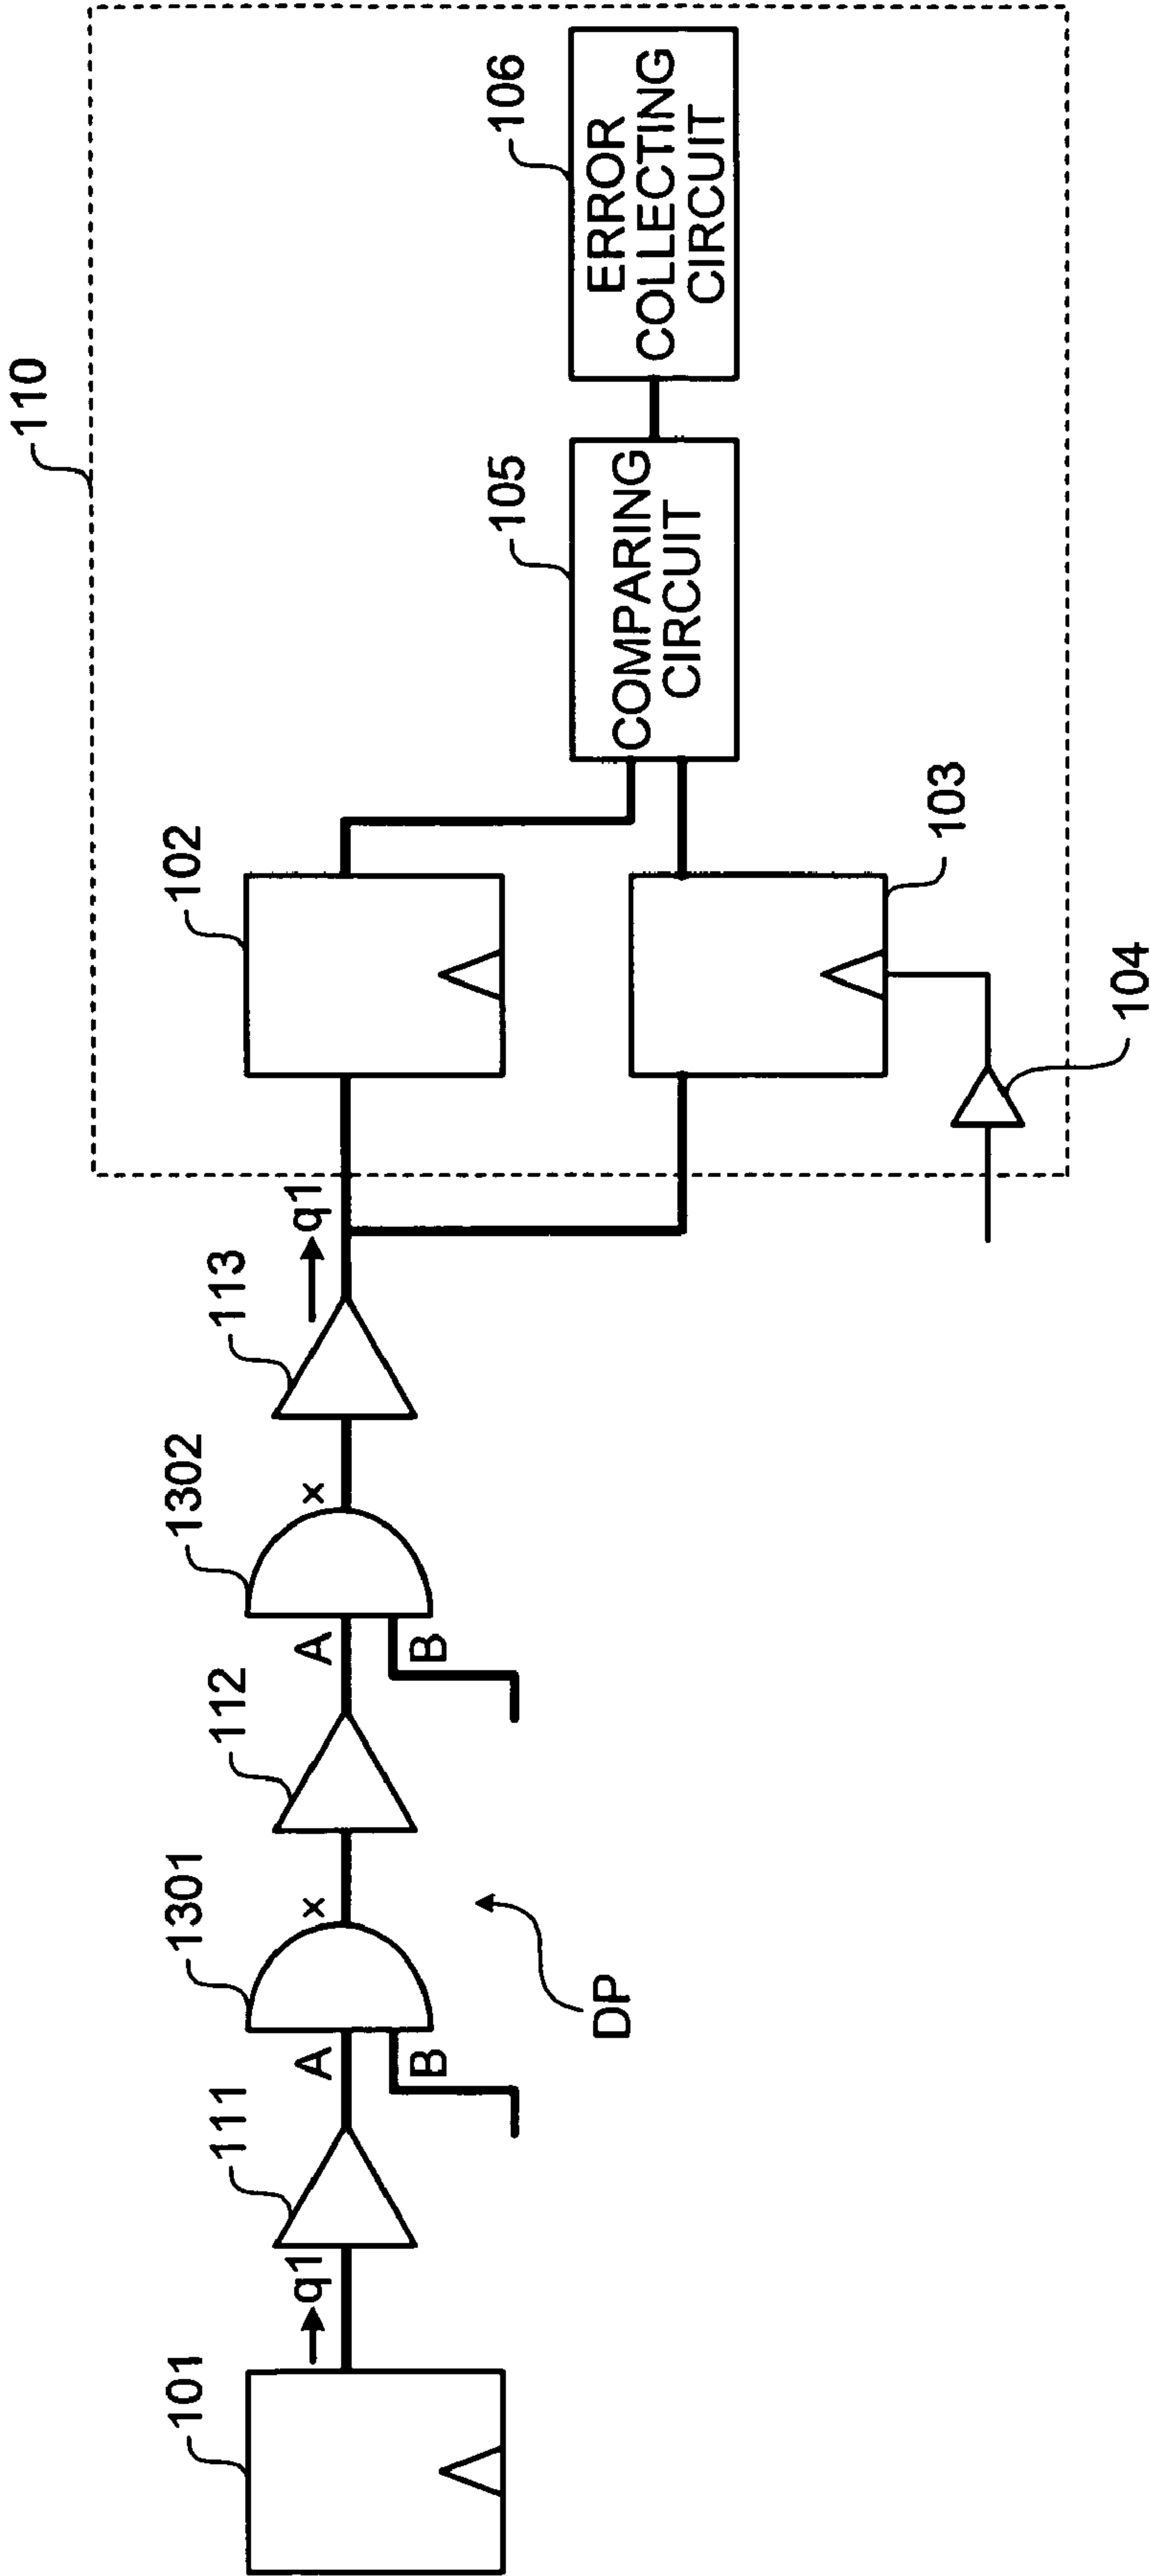 110
106
ERROR
COLLECTING
CIRCUIT
105
COMPARING
CIRCUIT
102
103
104
q1
113
1302
x
A
B
112
1301
x
A
B
DP
111
q1
101